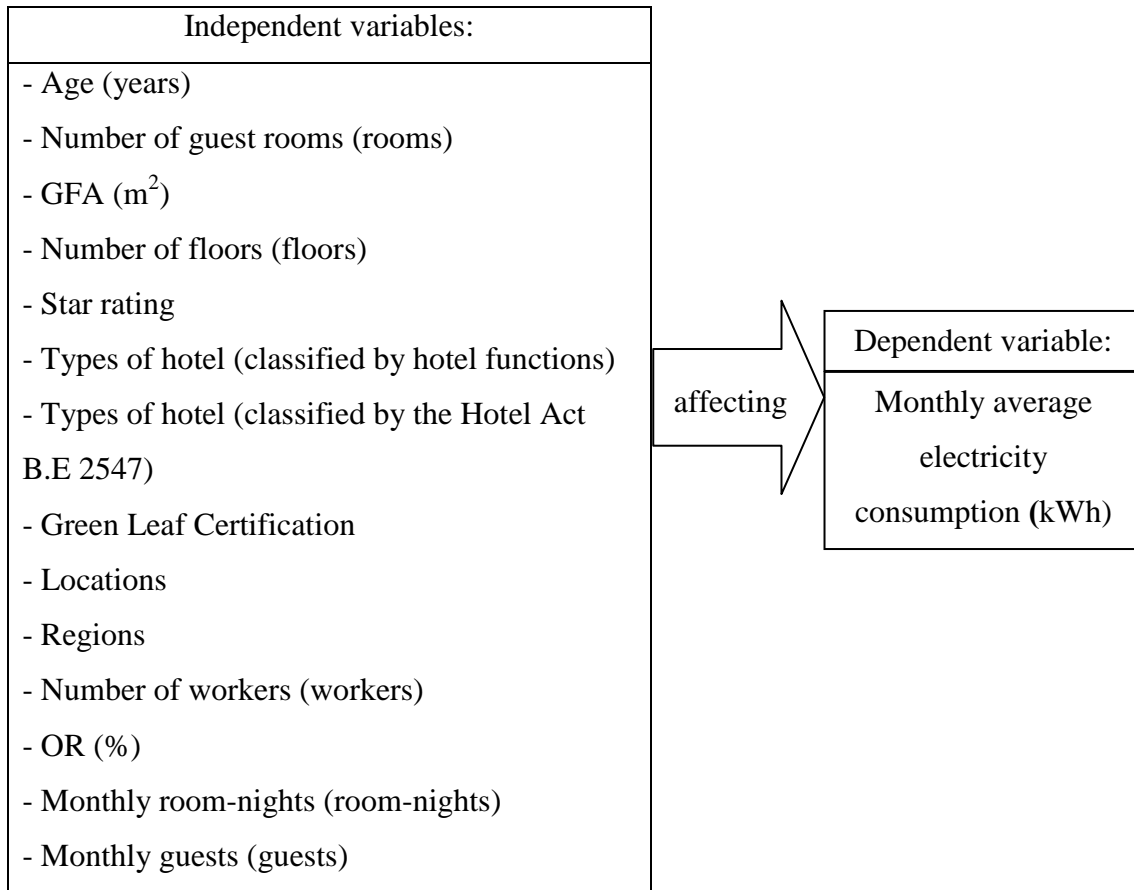 Independent variables:
- Age (years)
- Number of guest rooms (rooms)
- GFA (m²)
- Number of floors (floors)
- Star rating
- Types of hotel (classified by hotel functions)
- Types of hotel (classified by the Hotel Act
B.E 2547)
- Green Leaf Certification
- Locations
- Regions
- Number of workers (workers)
- OR (%)
- Monthly room-nights (room-nights)
- Monthly guests (guests)
affecting
Dependent variable:
Monthly average
electricity
consumption (kWh)